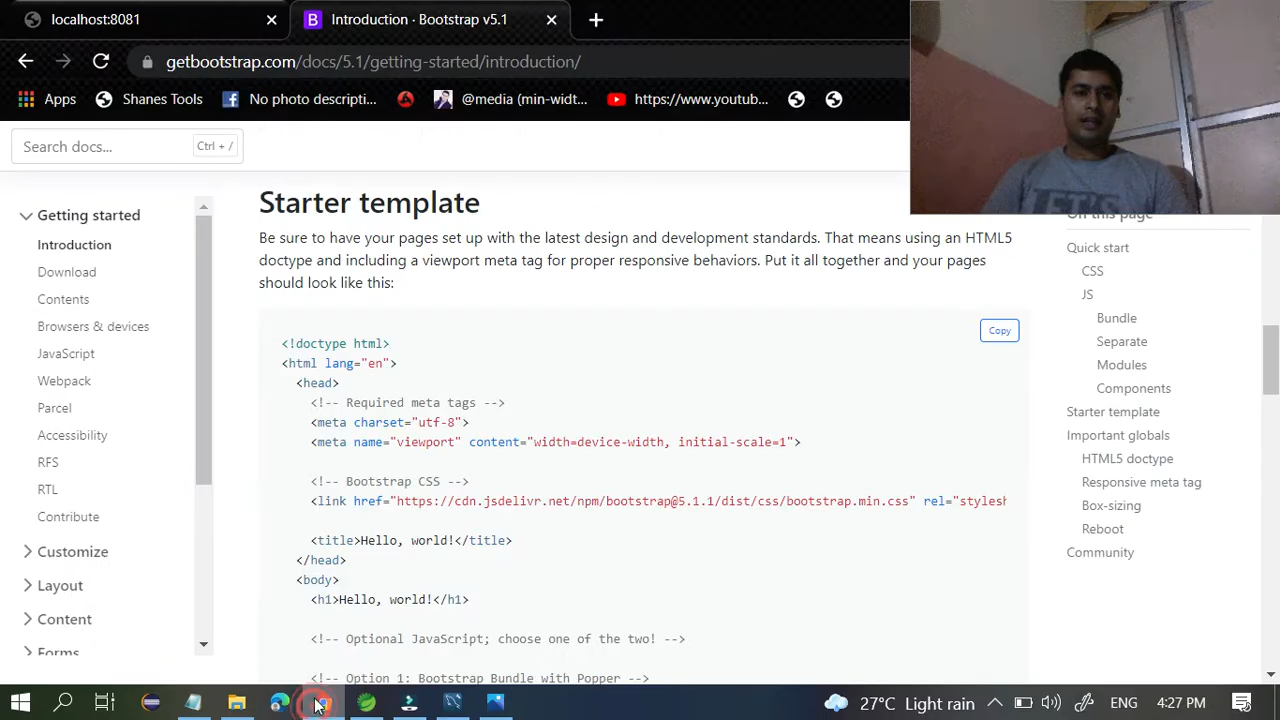 localhost:8081
Introduction · Bootstrap v5.1
getbootstrap.com/docs/5.1/getting-started/introduction/
Apps
Shanes Tools
No photo descripti...
@media (min-widt...
https://www.youtub...
Search docs...
Ctrl + /
Getting started
Introduction
Download
Contents
Browsers & devices
JavaScript
Webpack
Parcel
Accessibility
RFS
RTL
Contribute
Customize
Layout
Content
Forms
Starter template
Be sure to have your pages set up with the latest design and development standards. That means using an HTML5
doctype and including a viewport meta tag for proper responsive behaviors. Put it all together and your pages
should look like this:
Copy
<!doctype html>
<html lang="en">
<head>
<!-- Required meta tags -->
<meta charset="utf-8">
<meta name="viewport" content="width=device-width, initial-scale=1">
<!-- Bootstrap CSS -->
<link href="https://cdn.jsdelivr.net/npm/bootstrap@5.1.1/dist/css/bootstrap.min.css" rel="stylesh
<title>Hello, world!</title>
</head>
<body>
<h1>Hello, world!</h1>
<!-- Optional JavaScript; choose one of the two! -->
<!-- Option 1: Bootstrap Bundle with Popper -->
On this page
Quick start
CSS
JS
Bundle
Separate
Modules
Components
Starter template
Important globals
HTML5 doctype
Responsive meta tag
Box-sizing
Reboot
Community
27°C Light rain
ENG
4:27 PM